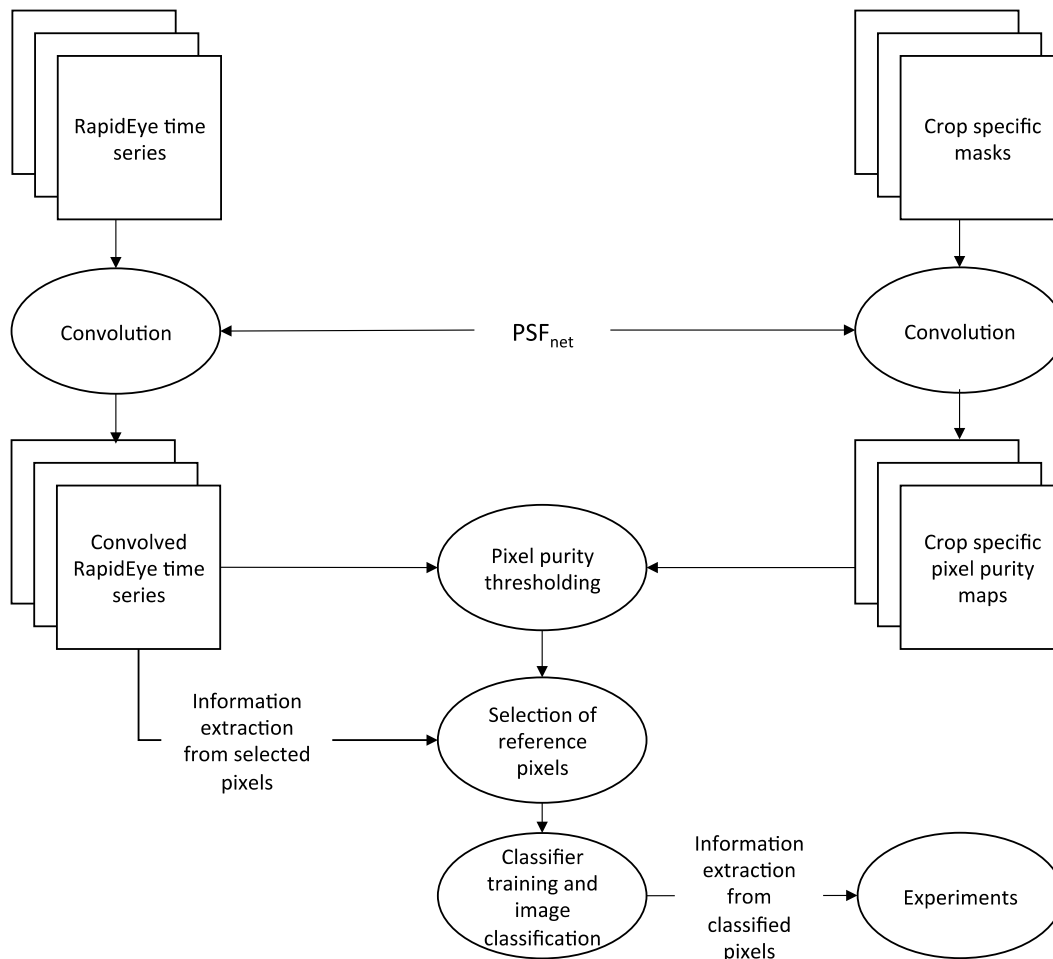 RapidEye time
series
Crop specific
masks
Convolution
PSFnet
Convolution
Convolved
RapidEye time
series
Pixel purity
thresholding
Crop specific
pixel purity
maps
Information
extraction
from selected
pixels
Selection of
reference
pixels
Classifier
training and
image
classification
Information
extraction
from
classified
pixels
Experiments